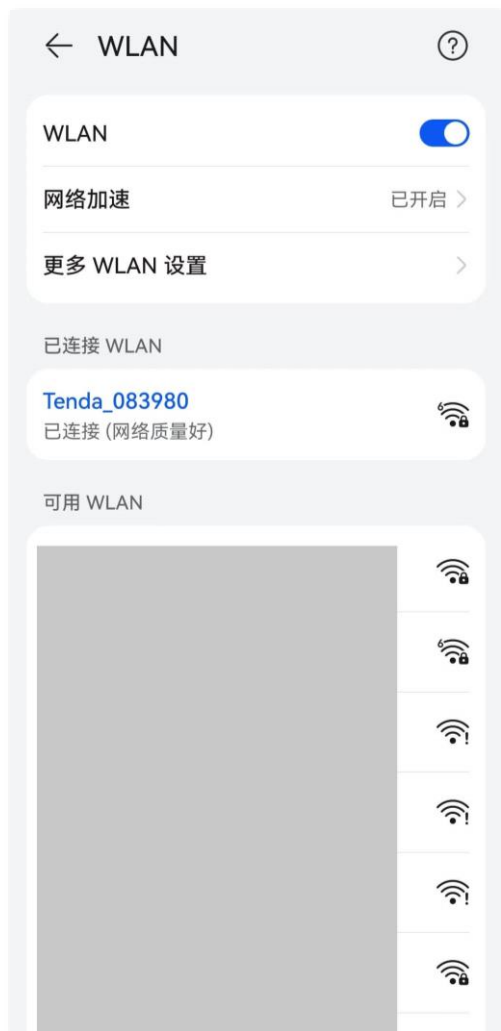 WLAN
WLAN
网络加速 已开启
更多 WLAN 设置
已连接 WLAN
Tenda_083980
已连接 (网络质量好)
可用 WLAN